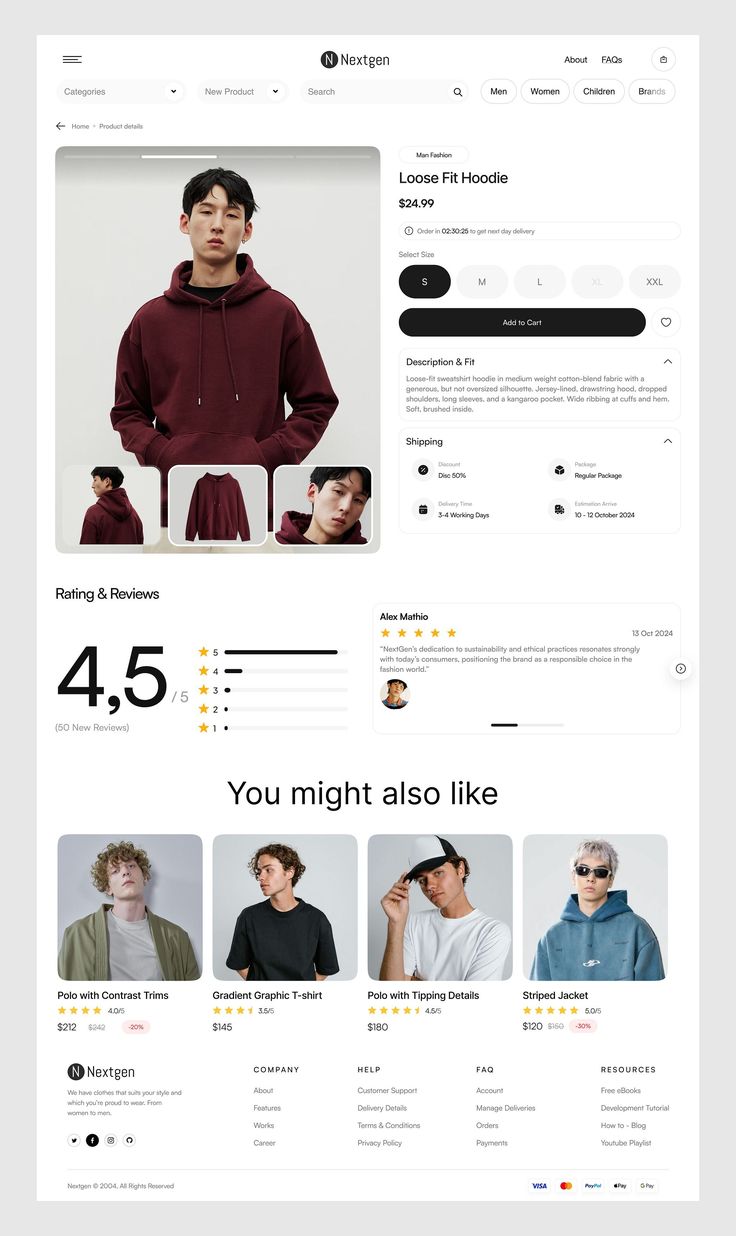 Nextgen
About FAQs
Categories New Product Search Men Women Children Brands
Home Product details
Man Fashion
Loose Fit Hoodie
$24.99
Order in 02:30:25 to get next day delivery
Select Size
S M L XL XXL
Add to Cart
Description & Fit
Loose-fit sweatshirt hoodie in medium weight cotton-blend fabric with a
generous, but not oversized silhouette. Jersey-lined, drawstring hood, dropped
shoulders, long sleeves, and a kangaroo pocket. Wide ribbing at cuffs and hem.
Soft, brushed inside.
Shipping
Discount
Disc 50%
Package
Regular Package
Delivery Time
3-4 Working Days
Estimation Arrive
10 - 12 October 2024
Rating & Reviews
4,5 / 5
(50 New Reviews)
5
4
3
2
1
Alex Mathio
13 Oct 2024
"NextGen's dedication to sustainability and ethical practices resonates strongly
with today's consumers, positioning the brand as a responsible choice in the
fashion world."
You might also like
Polo with Contrast Trims
4.0/5
$212 $242 -20%
Gradient Graphic T-shirt
3.5/5
$145
Polo with Tipping Details
4.5/5
$180
Striped Jacket
5.0/5
$120 $150 -30%
Nextgen
We have clothes that suits your style and
which you're proud to wear. From
women to men.
COMPANY
About
Features
Works
Career
HELP
Customer Support
Delivery Details
Terms & Conditions
Privacy Policy
FAQ
Account
Manage Deliveries
Orders
Payments
RESOURCES
Free eBooks
Development Tutorial
How to - Blog
Youtube Playlist
Nextgen © 2004, All Rights Reserved
VISA PayPal Pay G Pay